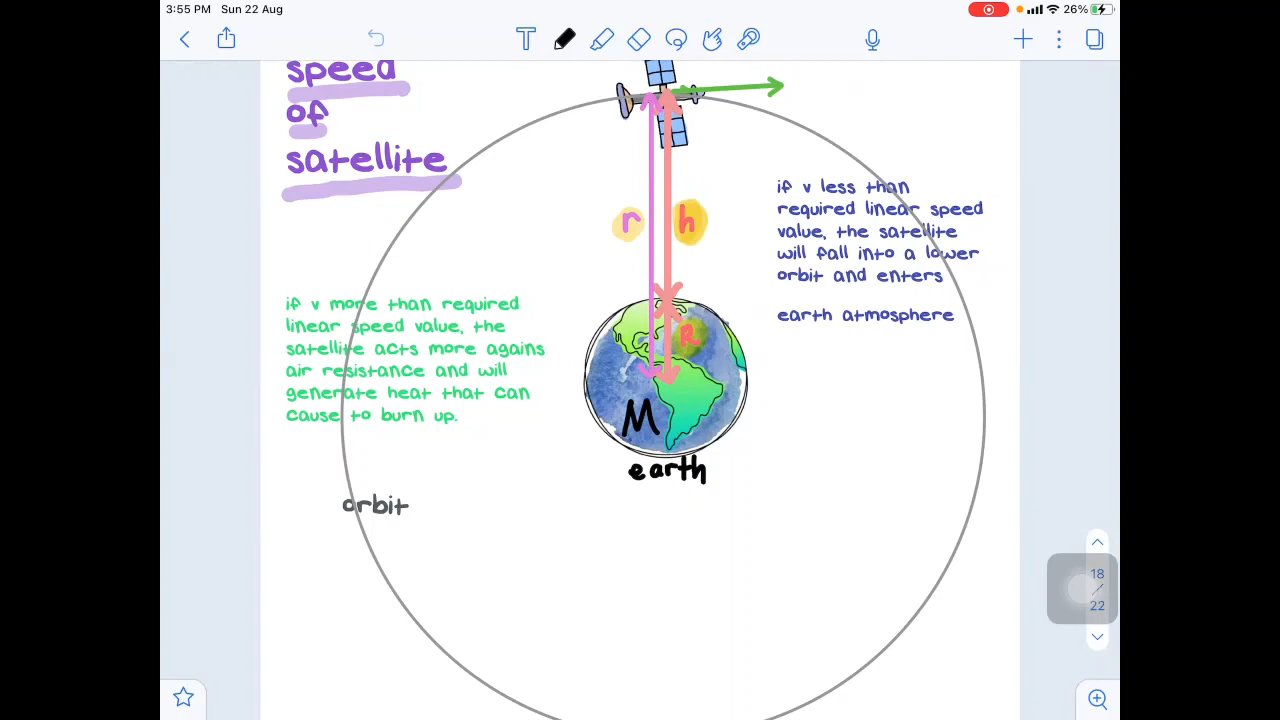 3:55 PM Sun 22 Aug
26%
T
speed
of
satellite
r
h
if v less than
required linear speed
value, the satellite
will fall into a lower
orbit and enters
earth atmosphere
if v more than required
linear speed value, the
satellite acts more agains
air resistance and will
generate heat that can
cause to burn up.
R
M
earth
orbit
18
/
22